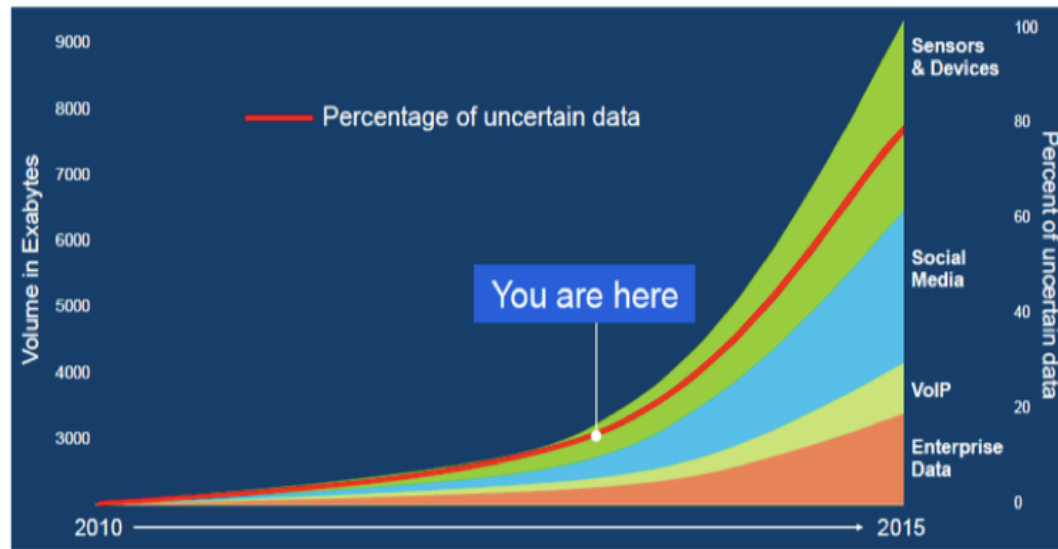 9000
8000
7000
6000
5000
4000
3000
Volume in Exabytes
Percentage of uncertain data
You are here
Sensors
& Devices
Social
Media
VoIP
Enterprise
Data
100
80
60
40
20
0
Percent of uncertain data
2010
2015